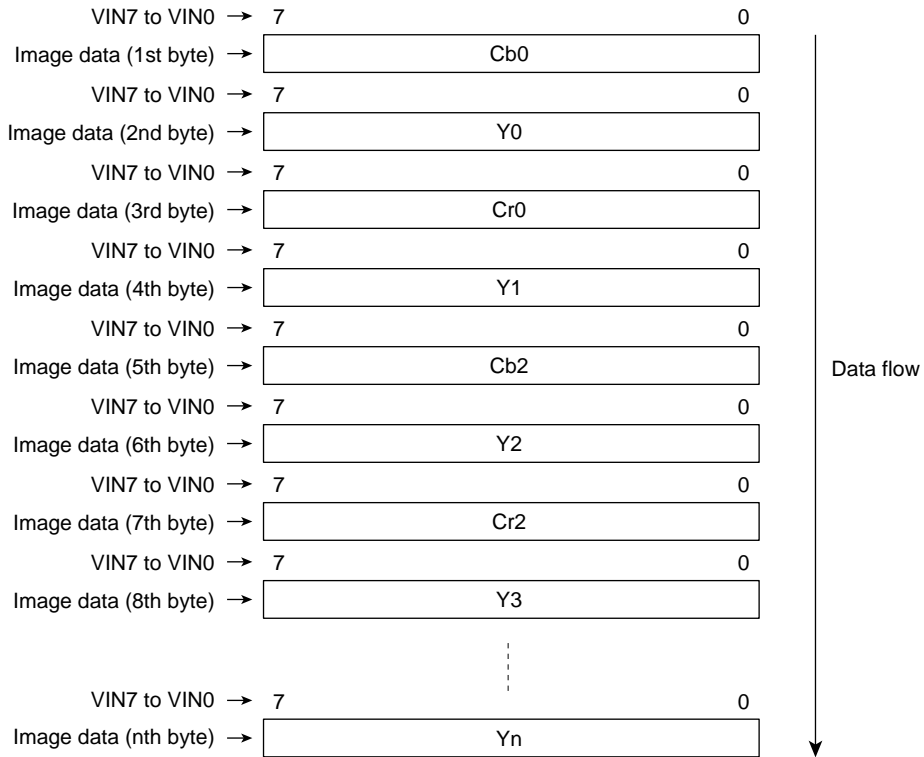 VIN7 to VIN0 → 7 0
Image data (1st byte) → Cb0
VIN7 to VIN0 → 7 0
Image data (2nd byte) → Y0
VIN7 to VIN0 → 7 0
Image data (3rd byte) → Cr0
VIN7 to VIN0 → 7 0
Image data (4th byte) → Y1
VIN7 to VIN0 → 7 0
Image data (5th byte) → Cb2
Data flow
VIN7 to VIN0 → 7 0
Image data (6th byte) → Y2
VIN7 to VIN0 → 7 0
Image data (7th byte) → Cr2
VIN7 to VIN0 → 7 0
Image data (8th byte) → Y3
VIN7 to VIN0 → 7 0
Image data (nth byte) → Yn